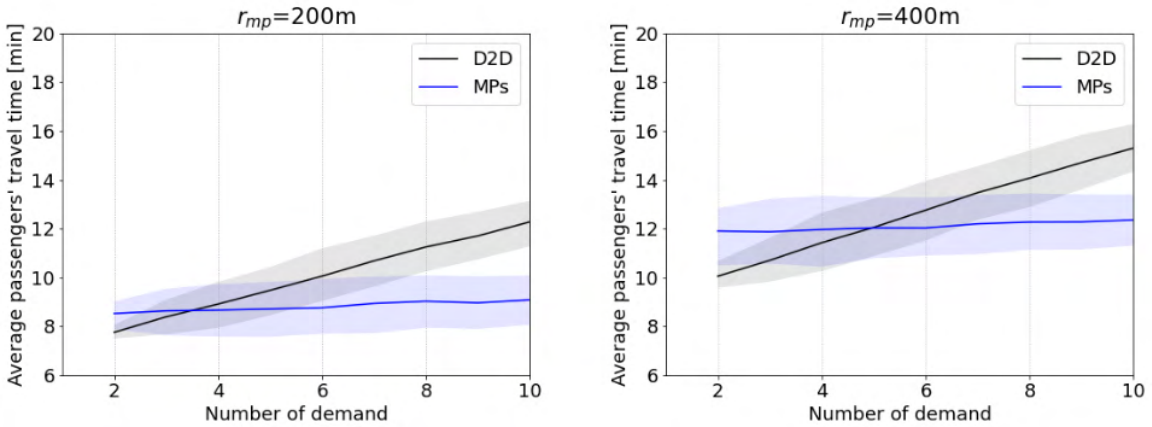 r_mp=200m
Average passengers' travel time [min]
20
18
16
14
12
10
8
6
D2D
MPs
2
4
6
8
10
Number of demand
r_mp=400m
Average passengers' travel time [min]
20
18
16
14
12
10
8
6
D2D
MPs
2
4
6
8
10
Number of demand